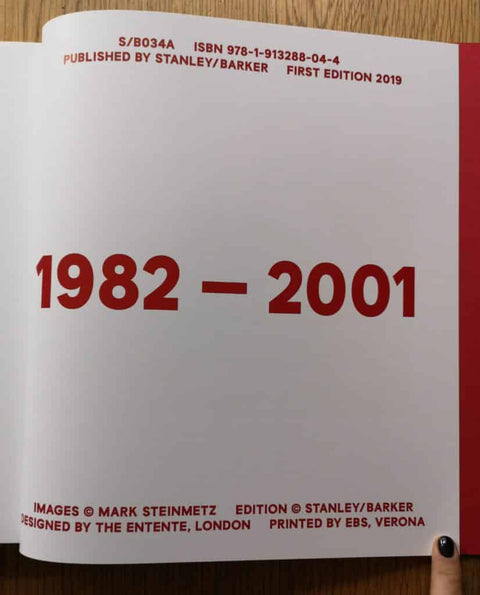 S/B034A ISBN 978-1-913288-04-4
PUBLISHED BY STANLEY/BARKER FIRST EDITION 2019
1982 — 2001
IMAGES © MARK STEINMETZ EDITION © STANLEY/BARKER
DESIGNED BY THE ENTENTE, LONDON PRINTED BY EBS, VERONA